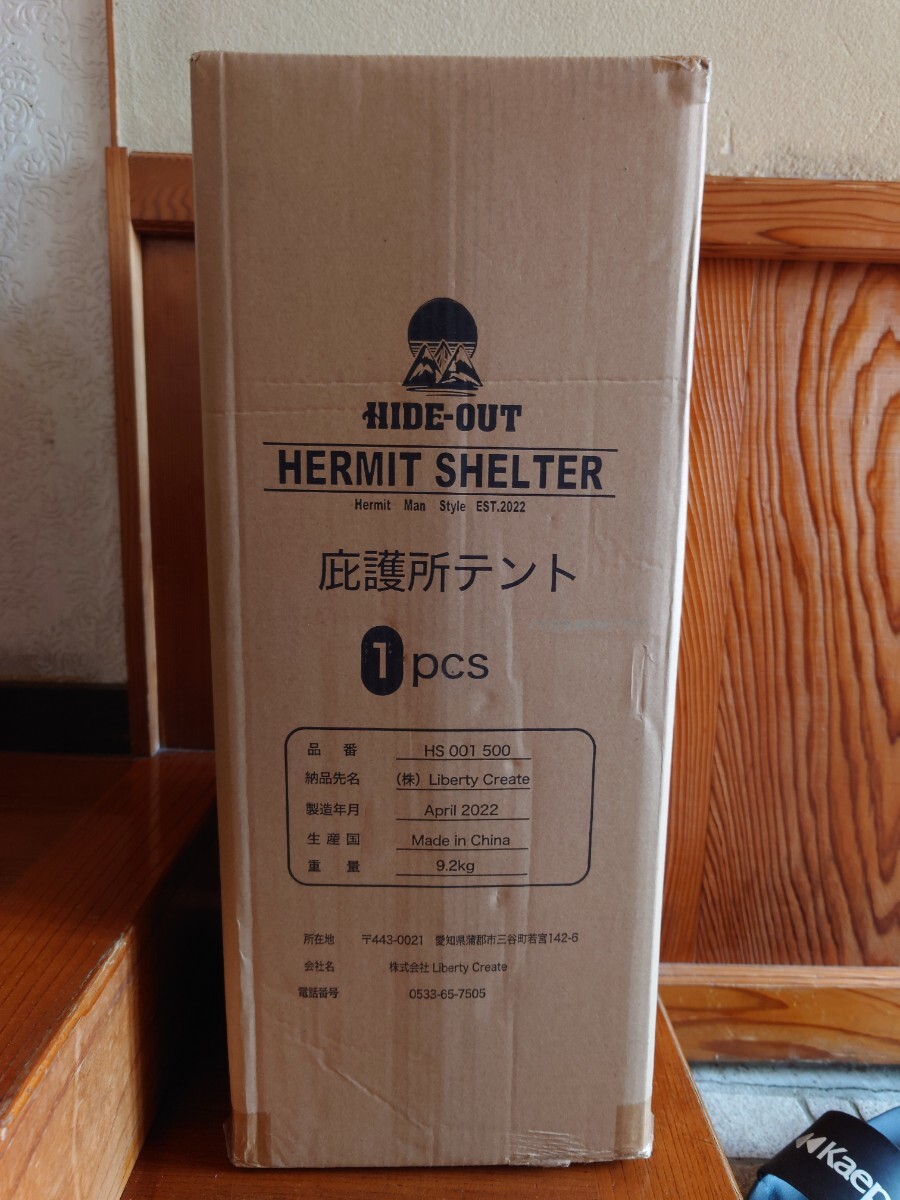 HIDE-OUT
HERMIT SHELTER
Hermit Man Style EST.2022
庇護所テント
1 pcs
品 番 HS 001 500
納品先名 (株) Liberty Create
製造年月 April 2022
生産国 Made in China
重 量 9.2kg
所在地 〒443-0021 愛知県蒲郡市三谷町若宮142-6
会社名 株式会社 Liberty Create
電話番号 0533-65-7505